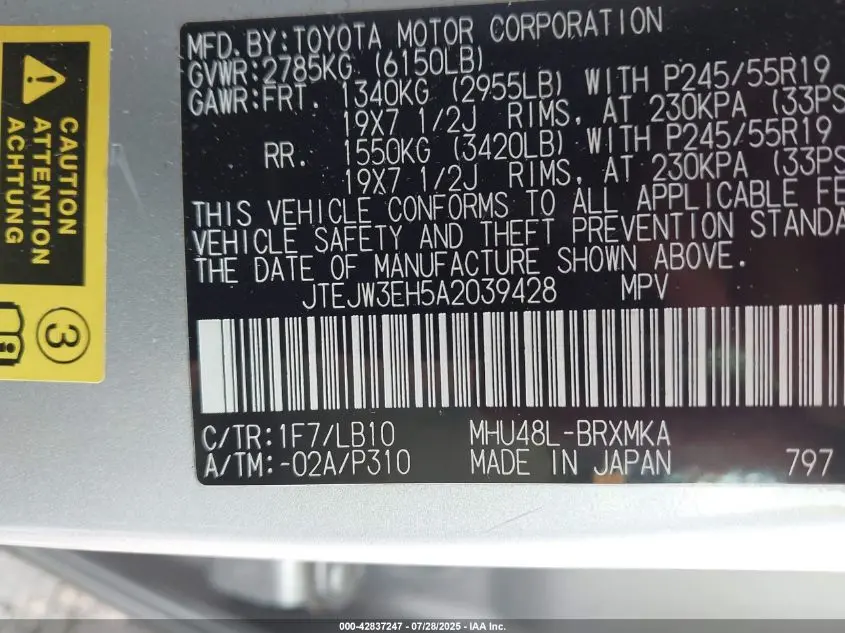 MFD. BY: TOYOTA MOTOR CORPORATION
GVWR: 2785KG (6150LB)
GAWR: FRT. 1340KG (2955LB) WITH P245/55R19
19X7 1/2J RIMS, AT 230KPA (33PS
RR. 1550KG (3420LB) WITH P245/55R19
19X7 1/2J RIMS, AT 230KPA (33PS
THIS VEHICLE CONFORMS TO ALL APPLICABLE FE
VEHICLE SAFETY AND THEFT PREVENTION STANDA
THE DATE OF MANUFACTURE SHOWN ABOVE.
JTEJW3EH5A2039428 MPV
C/TR: 1F7/LB10 MHU48L-BRXMKA
A/TM: -02A/P310 MADE IN JAPAN 797
CAUTION
ATTENTION
ACHTUNG
3
000-42837247 - 07/28/2025 - IAA Inc.